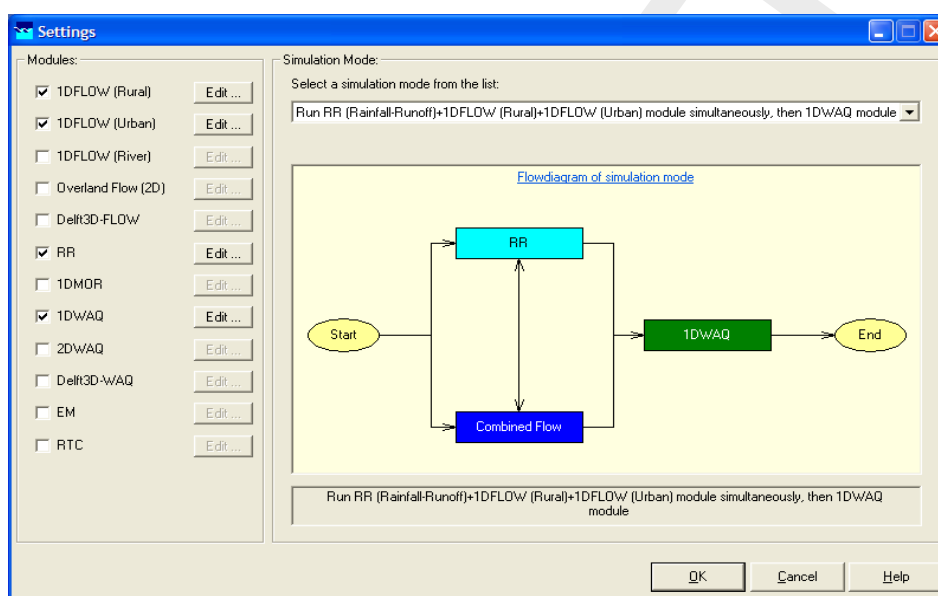 Settings
Modules:
1DFLOW (Rural) Edit ...
1DFLOW (Urban) Edit ...
1DFLOW (River) Edit ...
Overland Flow (2D) Edit ...
Delft3D-FLOW Edit ...
RR Edit ...
1DMOR Edit ...
1DWAQ Edit ...
2DWAQ Edit ...
Delft3D-WAQ Edit ...
EM Edit ...
RTC Edit ...
Simulation Mode:
Select a simulation mode from the list:
Run RR (Rainfall-Runoff)+1DFLOW (Rural)+1DFLOW (Urban) module simultaneously, then 1DWAQ module
Flowdiagram of simulation mode
RR
Start
1DWAQ
End
Combined Flow
Run RR (Rainfall-Runoff)+1DFLOW (Rural)+1DFLOW (Urban) module simultaneously, then 1DWAQ
module
OK Cancel Help